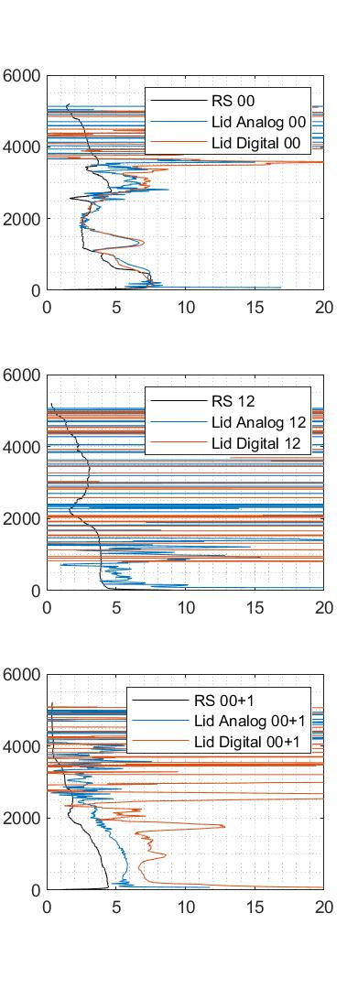 6000
4000
2000
0
RS 00
Lid Analog 00
Lid Digital 00
0 5 10 15 20
6000
4000
2000
0
RS 12
Lid Analog 12
Lid Digital 12
0 5 10 15 20
6000
4000
2000
0
RS 00+1
Lid Analog 00+1
Lid Digital 00+1
0 5 10 15 20